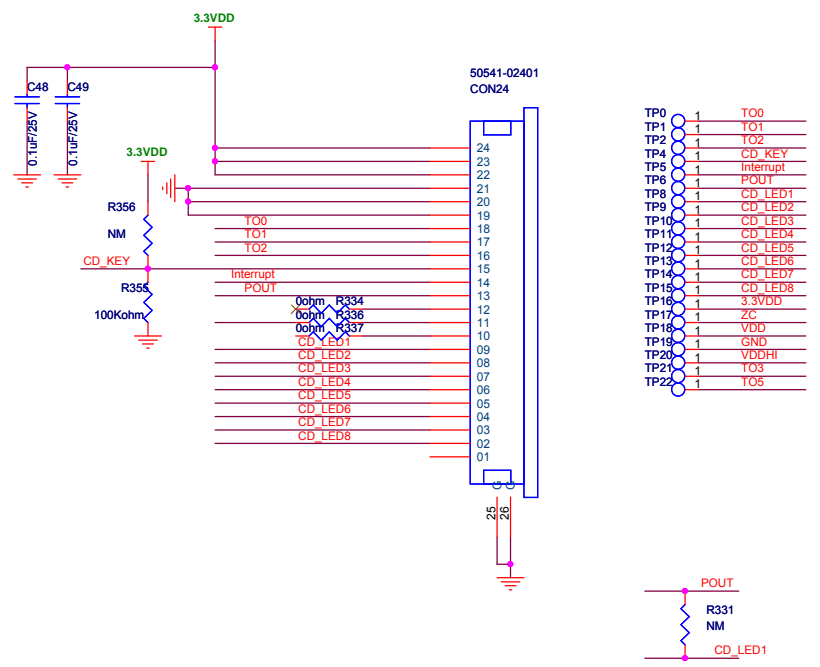 3.3VDD
50541-02401
CON24
C48
C49
0.1uF/25V
0.1uF/25V
3.3VDD
R356
NM
CD_KEY
R355
100Kohm
TO0
TO1
TO2
Interrupt
POUT
0ohm R334
0ohm R336
0ohm R337
CD_LED1
CD_LED2
CD_LED3
CD_LED4
CD_LED5
CD_LED6
CD_LED7
CD_LED8
24
23
22
21
20
19
18
17
16
15
14
13
12
11
10
09
08
07
06
05
04
03
02
01
G G
25
26
TP0 1 TO0
TP1 1 TO1
TP2 1 TO2
TP4 1 CD_KEY
TP5 1 Interrupt
TP6 1 POUT
TP8 1 CD_LED1
TP9 1 CD_LED2
TP10 1 CD_LED3
TP11 1 CD_LED4
TP12 1 CD_LED5
TP13 1 CD_LED6
TP14 1 CD_LED7
TP15 1 CD_LED8
TP16 1 3.3VDD
TP17 1 ZC
TP18 1 VDD
TP19 1 GND
TP20 1 VDDHI
TP21 1 TO3
TP22 1 TO5
POUT
R331
NM
CD_LED1